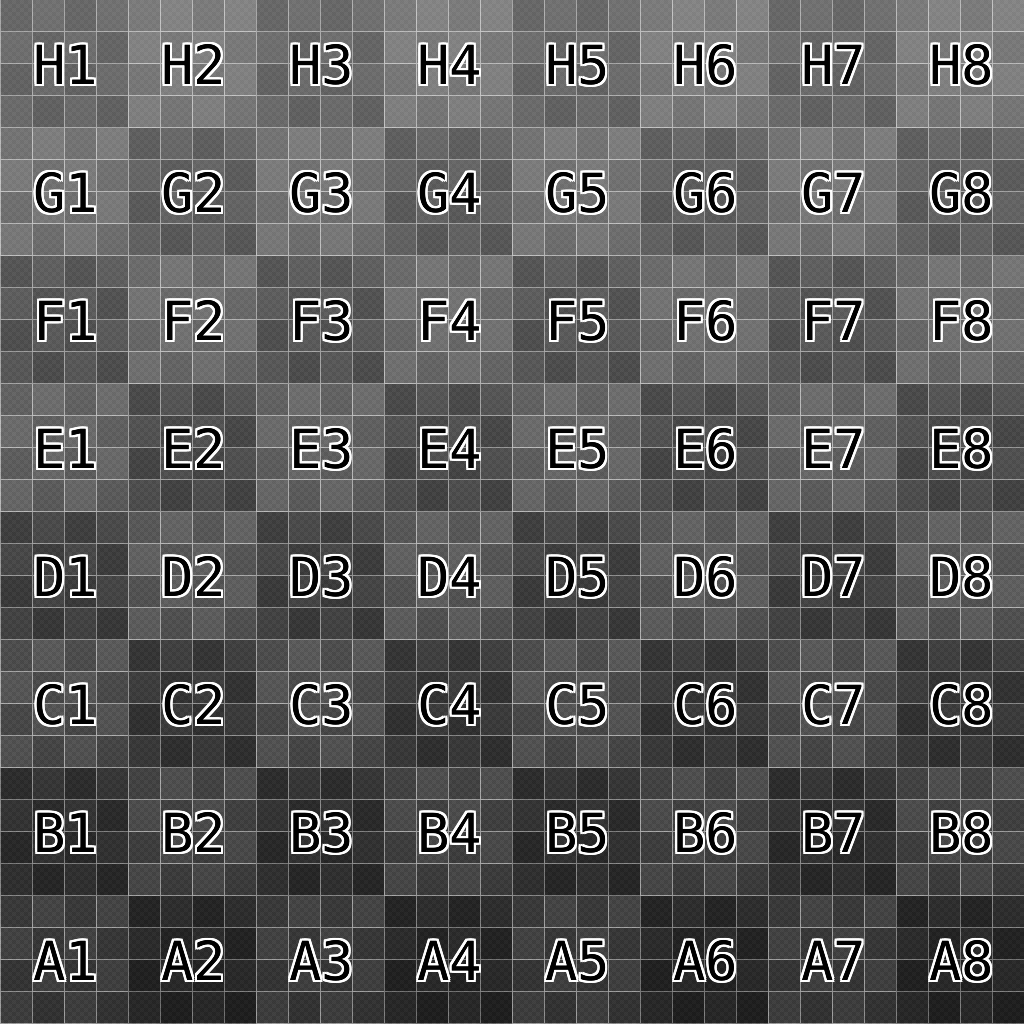 H1 H2 H3 H4 H5 H6 H7 H8
G1 G2 G3 G4 G5 G6 G7 G8
F1 F2 F3 F4 F5 F6 F7 F8
E1 E2 E3 E4 E5 E6 E7 E8
D1 D2 D3 D4 D5 D6 D7 D8
C1 C2 C3 C4 C5 C6 C7 C8
B1 B2 B3 B4 B5 B6 B7 B8
A1 A2 A3 A4 A5 A6 A7 A8